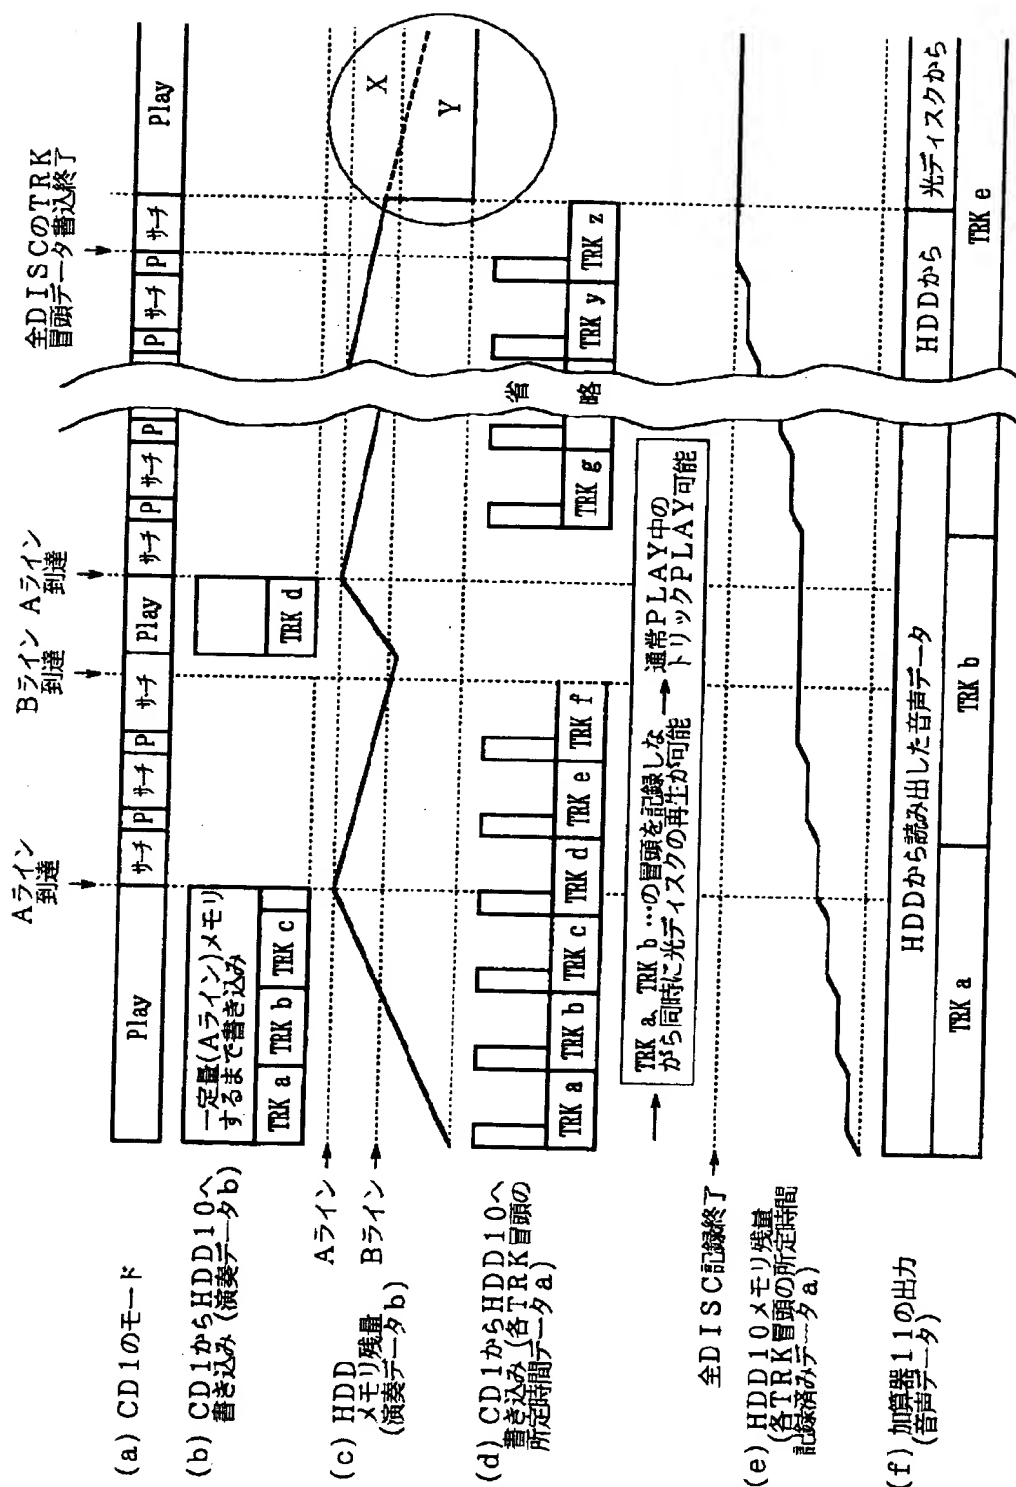 Aライン
到達
Bライン
到達
Aライン
到達
全DISCのTRK
冒頭データ書込終了
(a) CD1のモード
Play
サーチ
P
サーチ
P
サーチ
Play
サーチ
P
サーチ
P
P
サーチ
P
サーチ
Play
(b) CD1からHDD10へ
書き込み (演奏データb)
一定量(Aライン)メモリ
するまで書き込み
TRK a
TRK b
TRK c
TRK d
Aライン
Bライン
(c) HDD
メモリ残量
(演奏データb)
X
Y
(d) CD1からHDD10へ
書き込み (各TRK冒頭の
所定時間データa)
TRK a
TRK b
TRK c
TRK d
TRK e
TRK f
TRK g
省
略
TRK y
TRK z
TRK a、TRK b …の冒頭を記録しな
がら同時に光ディスクの再生が可能
通常PLAY中の
トリックPLAY可能
全DISC記録終了
(e) HDD10メモリ残量
(各TRK冒頭の所定時間
記録済みデータa)
(f) 加算器11の出力
(音声データ)
HDDから読み出した音声データ
HDDから
光ディスクから
TRK a
TRK b
TRK e